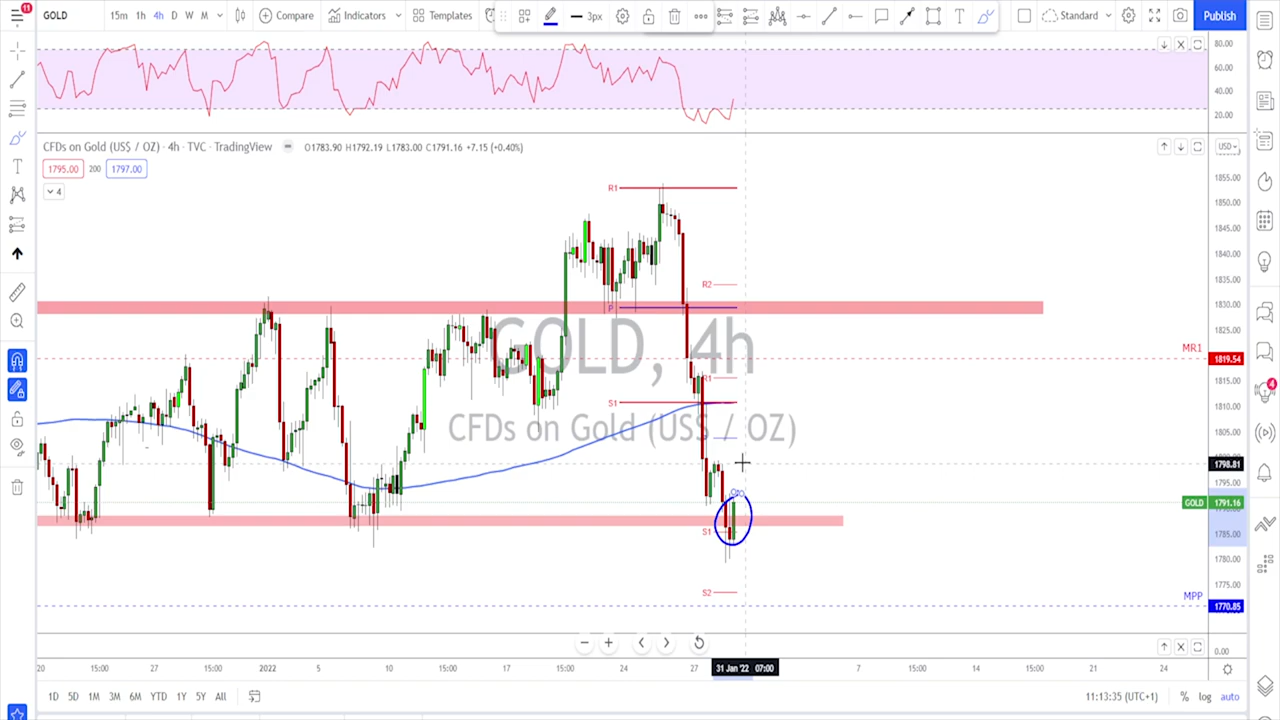 11
GOLD 15m 1h 4h D W M Compare Indicators Templates 3px T Standard Publish
80.00
60.00
40.00
20.00
CFDs on Gold (US$ / OZ) · 4h · TVC · TradingView O1783.90 H1792.19 L1783.00 C1791.16 +7.15 (+0.40%)
USD
1795.00 200 1797.00
4
1855.00
R1
1850.00
1845.00
1840.00
1835.00
R2
1830.00
P
1825.00
GOLD, 4h
MR1
1819.54
1815.00
R1
1810.00
S1
1805.00
CFDs on Gold (US$ / OZ)
1798.81
1795.00
GOLD 1791.16
1785.00
S1
1780.00
1775.00
S2
MPP
1770.85
4
0.00
20 15:00 27 15:00 2022 5 10 15:00 17 15:00 24 27 31 Jan '22 07:00 7 15:00 14 15:00 21 24
1D 5D 1M 3M 6M YTD 1Y 5Y All 11:13:35 (UTC+1) % log auto